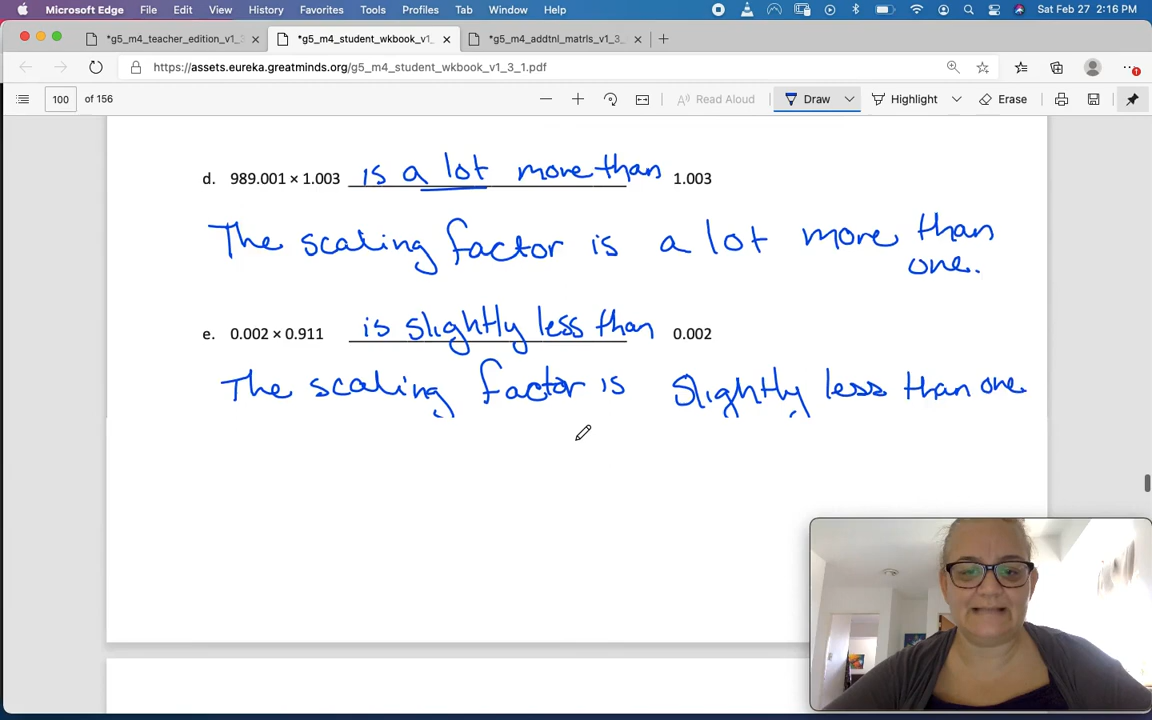 Microsoft Edge File Edit View History Favorites Tools Profiles Tab Window Help Sat Feb 27 2:16 PM
*g5_m4_teacher_edition_v1_ *g5_m4_student_wkbook_v1_ *g5_m4_addtnl_matrls_v1_3_
https://assets.eureka.greatminds.org/g5_m4_student_wkbook_v1_3_1.pdf
100 of 156 Read Aloud Draw Highlight Erase
d. 989.001 × 1.003 is a lot more than 1.003
The scaling factor is a lot more than
one.
e. 0.002 × 0.911 is slightly less than 0.002
The scaling factor is slightly less than one